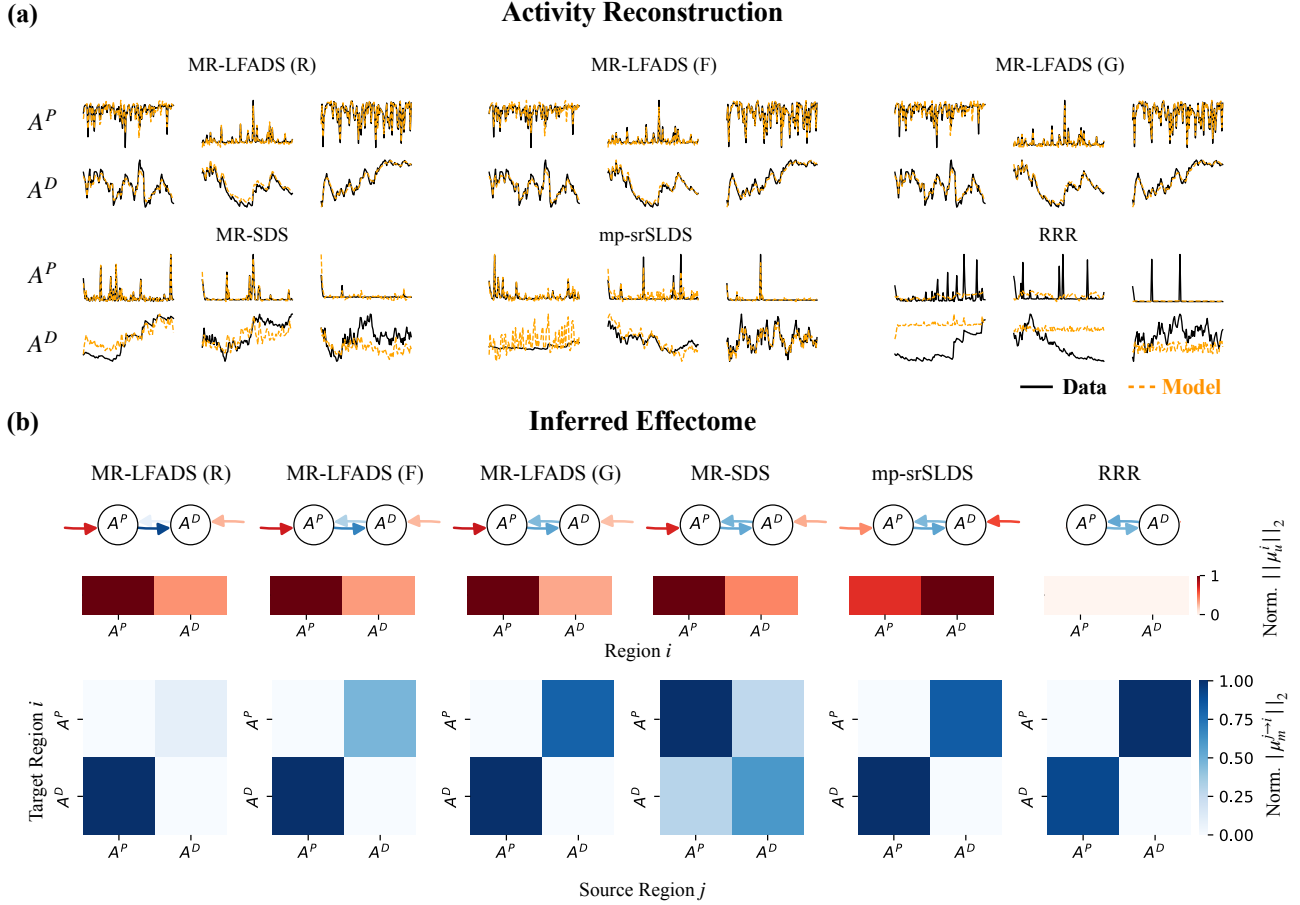 (a)
Activity Reconstruction
MR-LFADS (R) MR-LFADS (F) MR-LFADS (G)
A^P
A^D
MR-SDS mp-srSLDS RRR
A^P
A^D
Data Model
(b)
Inferred Effectome
MR-LFADS (R) MR-LFADS (F) MR-LFADS (G) MR-SDS mp-srSLDS RRR
A^P A^D A^P A^D A^P A^D A^P A^D A^P A^D A^P A^D
1
0
Norm. ||μ_u^i||_2
A^P A^D A^P A^D A^P A^D A^P A^D A^P A^D A^P A^D
Region i
Target Region i
A^P A^P A^P A^P A^P A^P
A^D A^D A^D A^D A^D A^D
1.00
0.75
0.50
0.25
0.00
Norm. |μ_m^{j→i}||_2
A^P A^D A^P A^D A^P A^D A^P A^D A^P A^D A^P A^D
Source Region j